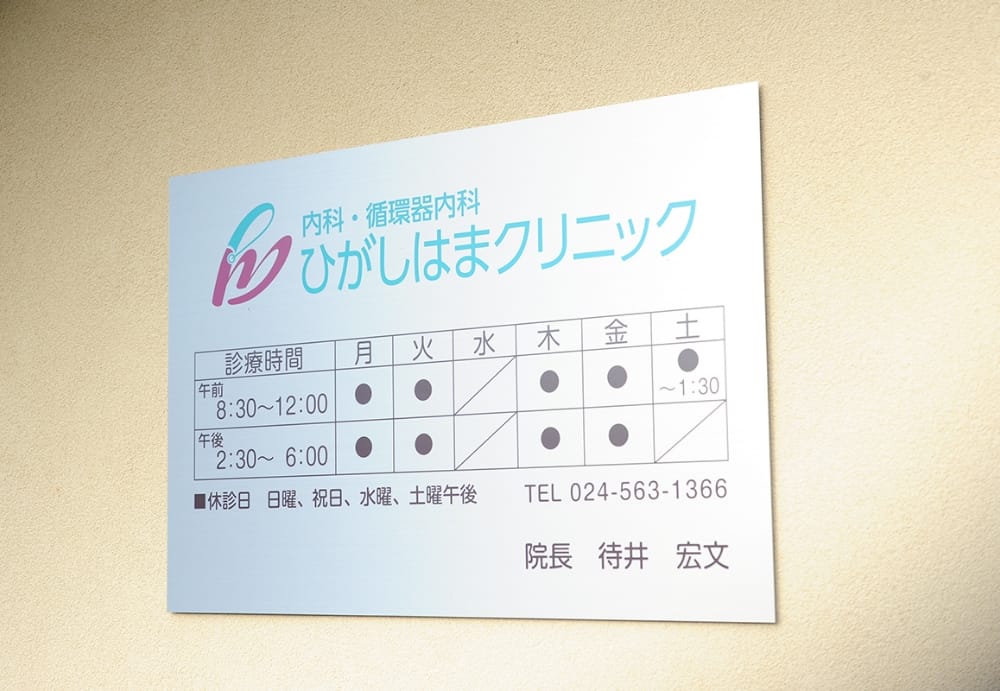 内科・循環器内科
ひがしはまクリニック
診療時間 月 火 水 木 金 土
午前 8:30〜12:00 ● ● ／ ● ● ● 〜1:30
午後 2:30〜 6:00 ● ● ／ ● ● ／
■休診日 日曜、祝日、水曜、土曜午後 TEL 024-563-1366
院長 待井 宏文